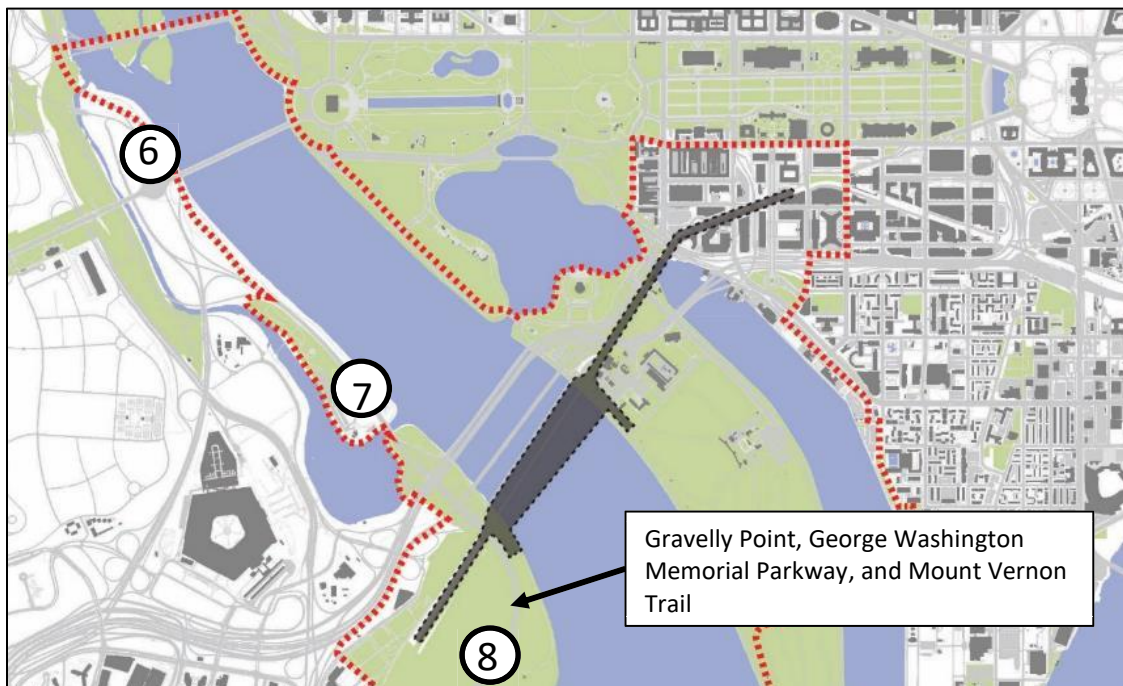 6
7
Gravelly Point, George Washington
Memorial Parkway, and Mount Vernon
Trail
8